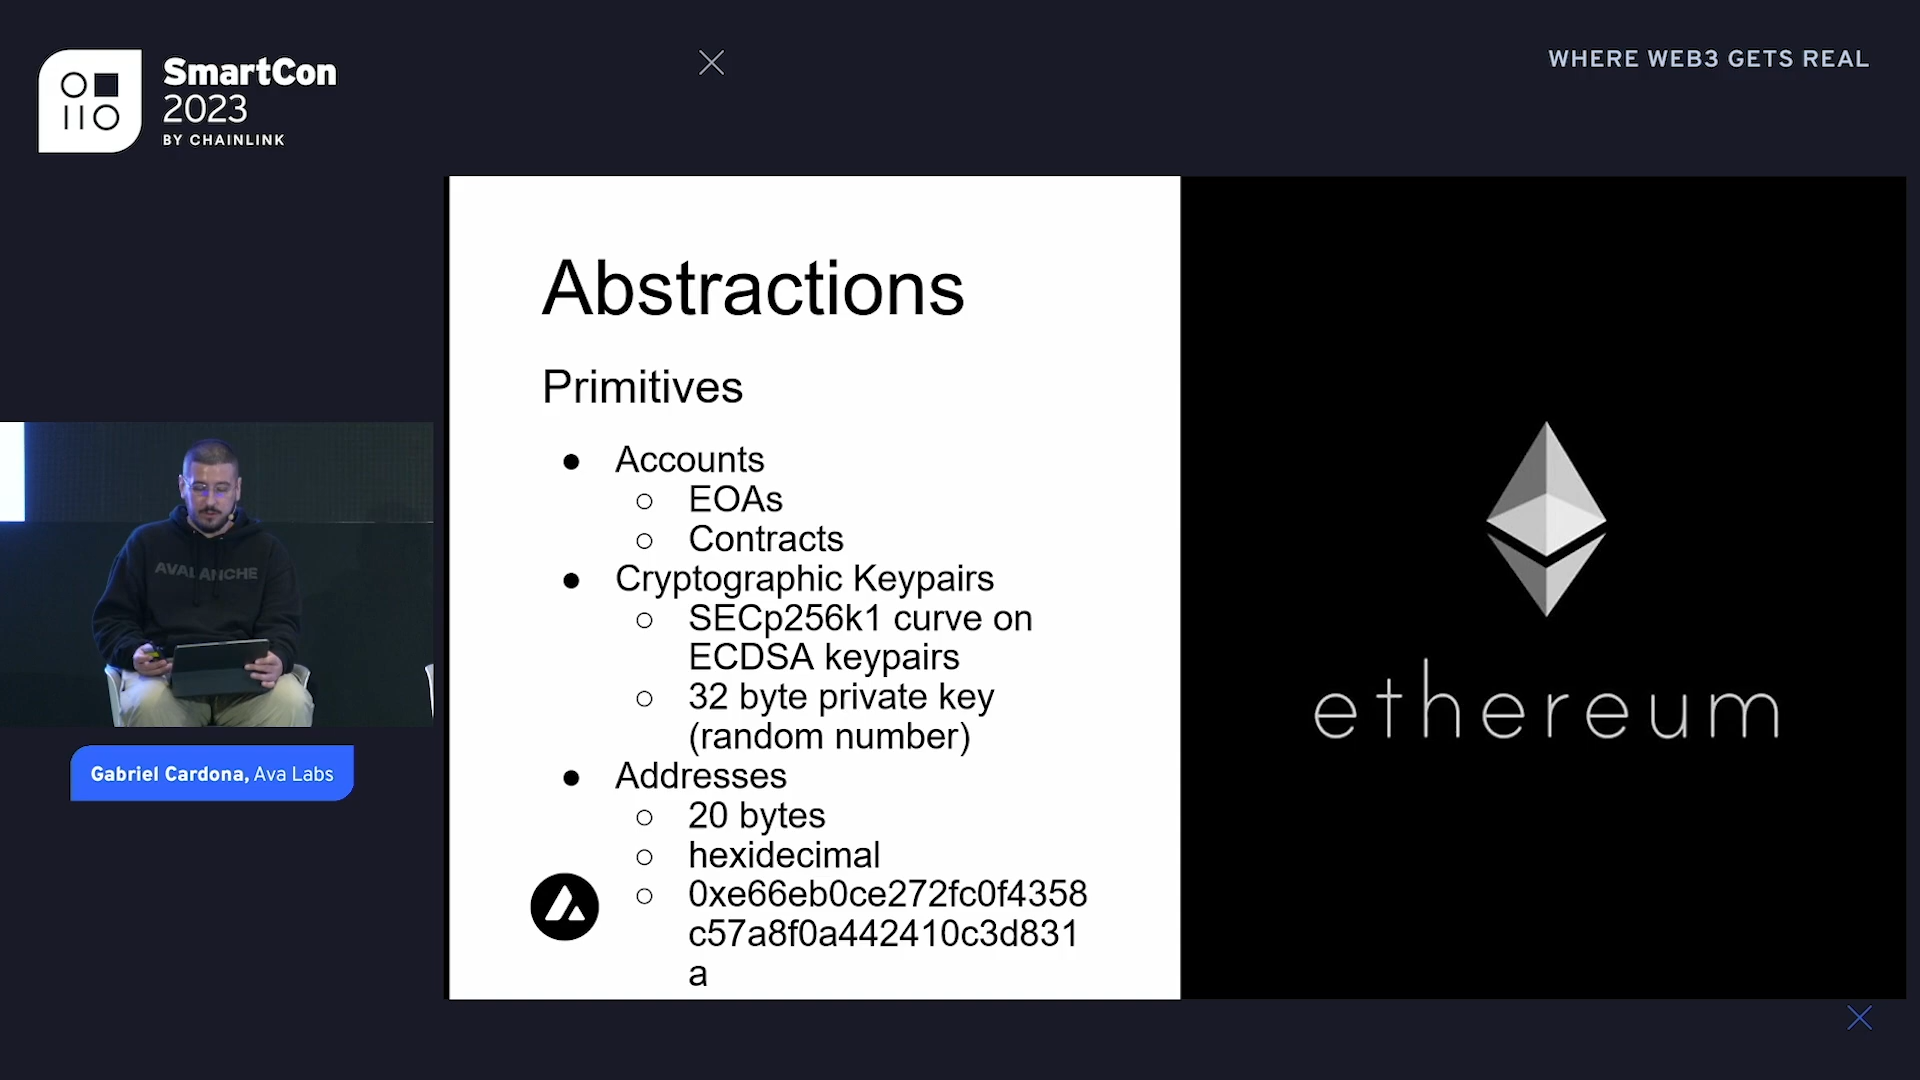 SmartCon
2023
BY CHAINLINK
WHERE WEB3 GETS REAL
Abstractions
Primitives
● Accounts
○ EOAs
○ Contracts
● Cryptographic Keypairs
○ SECp256k1 curve on
ECDSA keypairs
○ 32 byte private key
(random number)
● Addresses
○ 20 bytes
○ hexidecimal
○ 0xe66eb0ce272fc0f4358
c57a8f0a442410c3d831
a
ethereum
AVALANCHE
Gabriel Cardona, Ava Labs